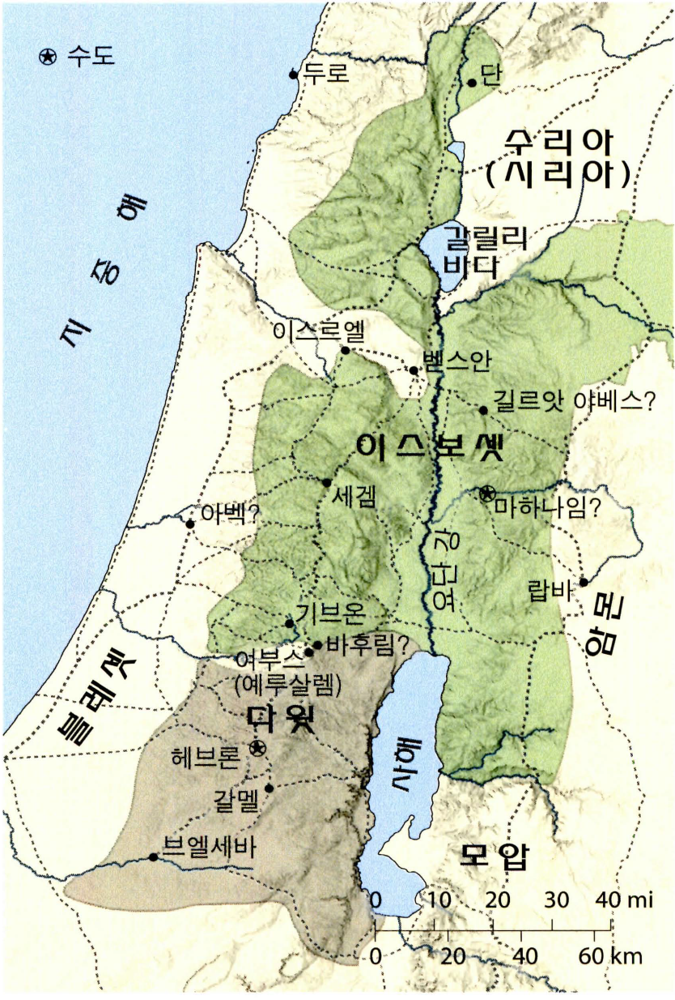 수도
두로
단
수리아
(시리아)
지중해
갈릴리
바다
이스르엘
벧스안
길르앗 야베스?
이스보셋
세겜
마하나임?
아벡?
요단 강
랍바
암몬
기브온
바후림?
여부스
(예루살렘)
블레셋
다윗
헤브론
사해
갈멜
브엘세바
모압
0 10 20 30 40 mi
0 20 40 60 km